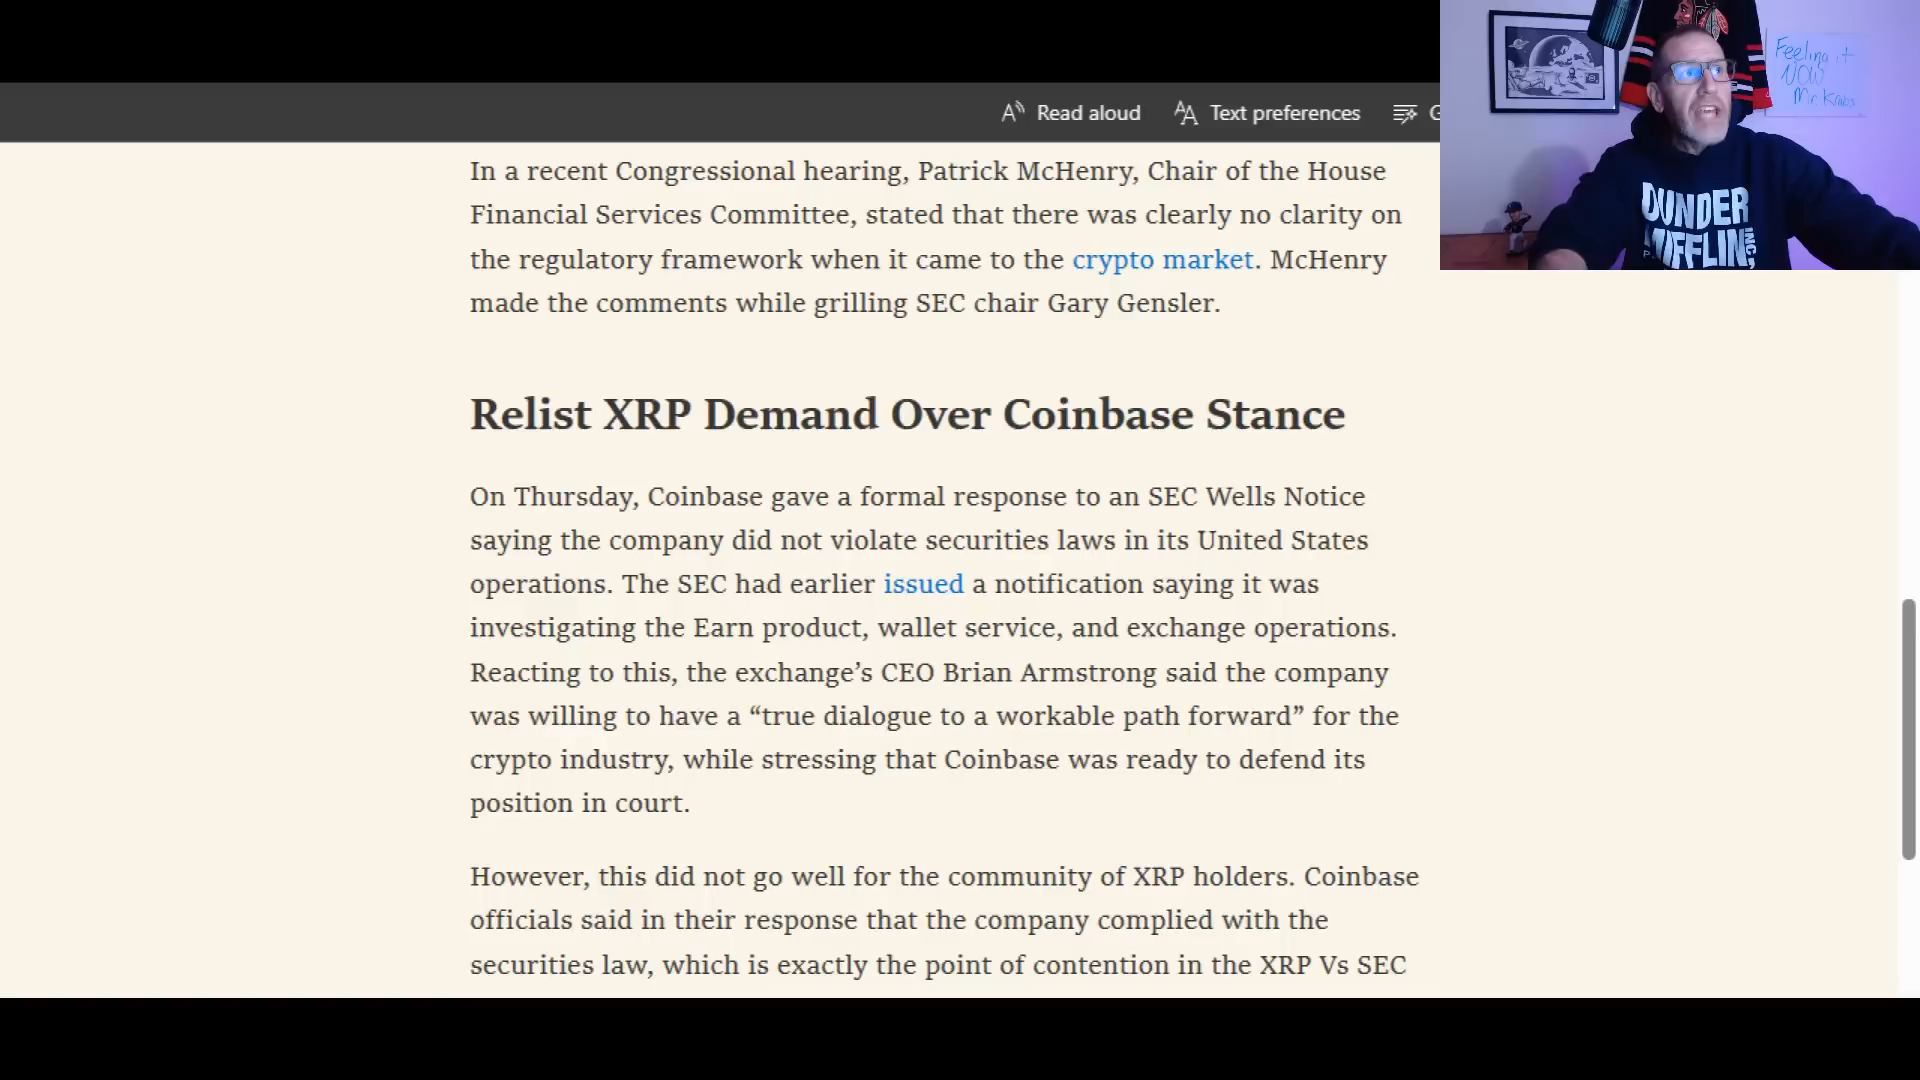 Read aloud
Text preferences
G
Feeling it
NOW
Mr. Krabs
DUNDER
MIFFLIN INC
In a recent Congressional hearing, Patrick McHenry, Chair of the House
Financial Services Committee, stated that there was clearly no clarity on
the regulatory framework when it came to the crypto market. McHenry
made the comments while grilling SEC chair Gary Gensler.
Relist XRP Demand Over Coinbase Stance
On Thursday, Coinbase gave a formal response to an SEC Wells Notice
saying the company did not violate securities laws in its United States
operations. The SEC had earlier issued a notification saying it was
investigating the Earn product, wallet service, and exchange operations.
Reacting to this, the exchange’s CEO Brian Armstrong said the company
was willing to have a “true dialogue to a workable path forward” for the
crypto industry, while stressing that Coinbase was ready to defend its
position in court.
However, this did not go well for the community of XRP holders. Coinbase
officials said in their response that the company complied with the
securities law, which is exactly the point of contention in the XRP Vs SEC